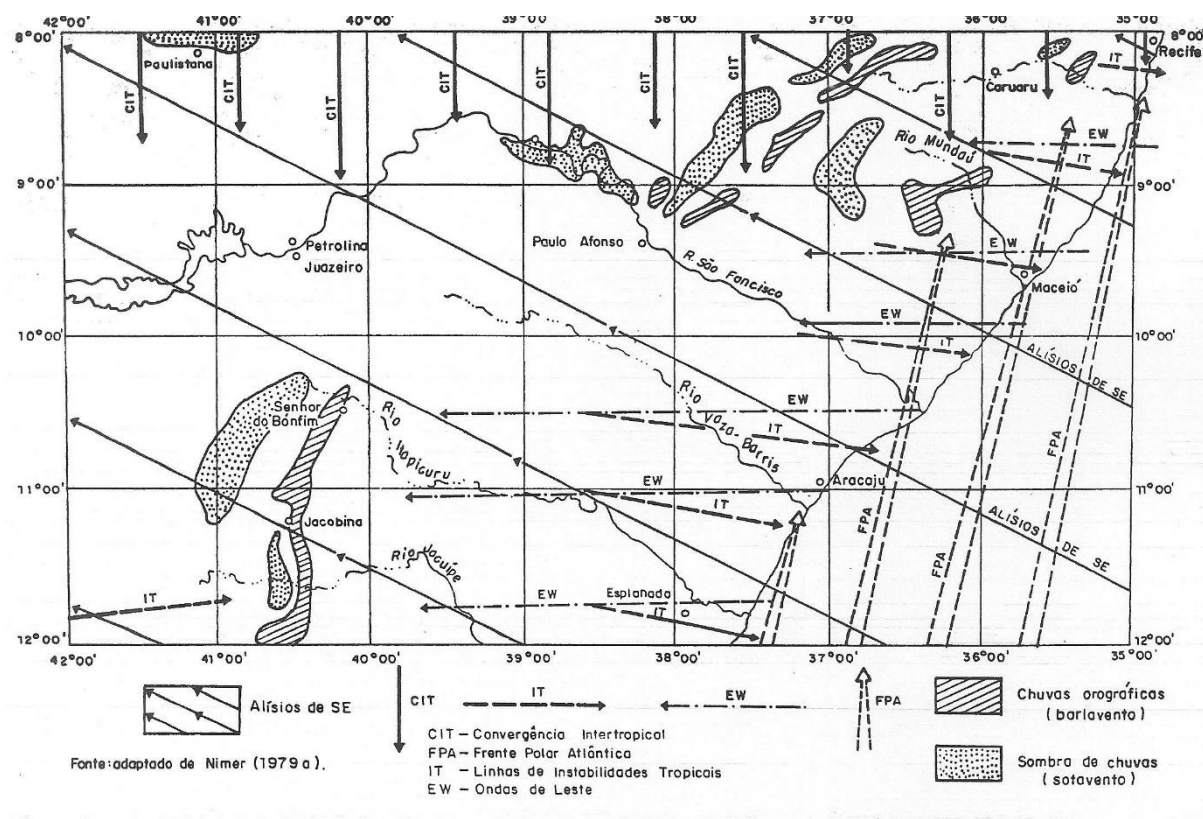 42°00' 41°00' 40°00' 39°00' 38°00' 37°00' 36°00' 35°00'
8°00' 8°00'
Recife
Paulistana
IT
Caruaru
CIT CIT CIT CIT CIT CIT CIT CIT
EW
Rio Mundaú
IT
9°00' 9°00'
Petrolina
Juazeiro
Paulo Afonso
EW
IT
R. São Fancisco
Maceió
EW
10°00' 10°00'
IT
ALÍSIOS DE SE
Senhor
do Bonfim
Rio Itapicuru
EW
Rio Vaza-Barris
IT
FPA
11°00' 11°00'
EW
Aracaju
IT
ALÍSIOS DE SE
Jacobina
FPA
FPA
Rio Jacuípe
IT
EW
Esplanada
IT
12°00' 12°00'
42°00' 41°00' 40°00' 39°00' 38°00' 37°00' 36°00' 35°00'
Alísios de SE
CIT
IT
EW
FPA
Chuvas orográficas
(barlavento)
CIT – Convergência Intertropical
FPA – Frente Polar Atlântica
IT – Linhas de Instabilidades Tropicais
EW – Ondas de Leste
Sombra de chuvas
(sotavento)
Fonte: adaptado de Nimer (1979 a).